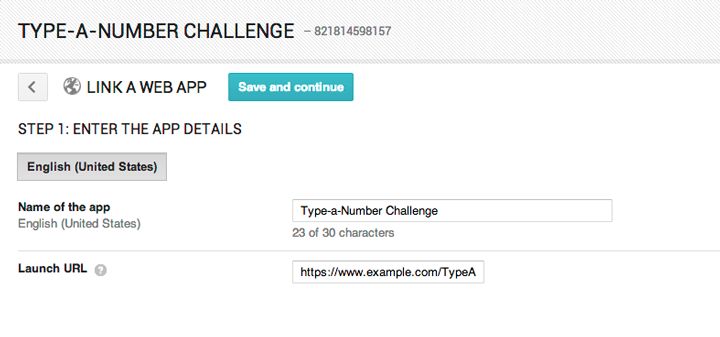 TYPE-A-NUMBER CHALLENGE – 821814598157
LINK A WEB APP Save and continue
STEP 1: ENTER THE APP DETAILS
English (United States)
Name of the app Type-a-Number Challenge
English (United States)
23 of 30 characters
Launch URL ? https://www.example.com/TypeA